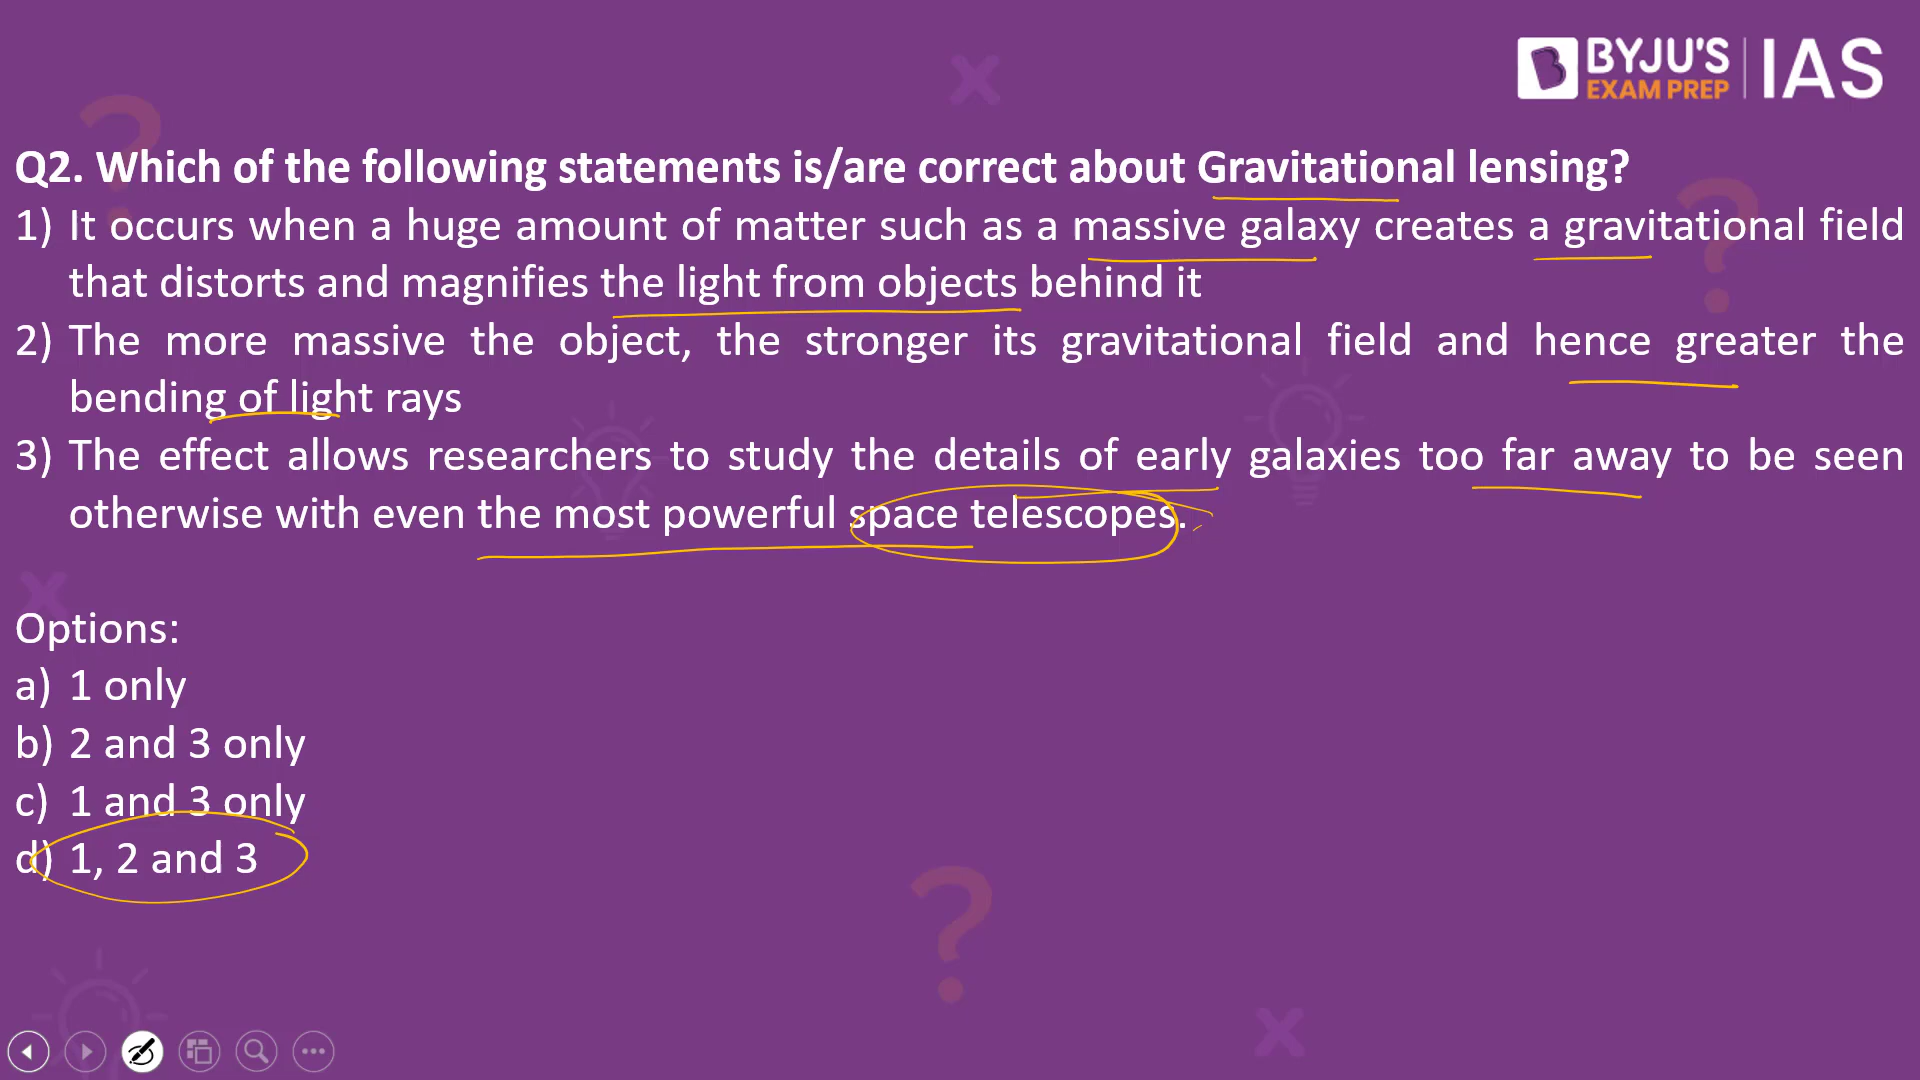 BYJU'S
EXAM PREP
IAS
Q2. Which of the following statements is/are correct about Gravitational lensing?
1) It occurs when a huge amount of matter such as a massive galaxy creates a gravitational field
that distorts and magnifies the light from objects behind it
2) The more massive the object, the stronger its gravitational field and hence greater the
bending of light rays
3) The effect allows researchers to study the details of early galaxies too far away to be seen
otherwise with even the most powerful space telescopes.
Options:
a) 1 only
b) 2 and 3 only
c) 1 and 3 only
d) 1, 2 and 3